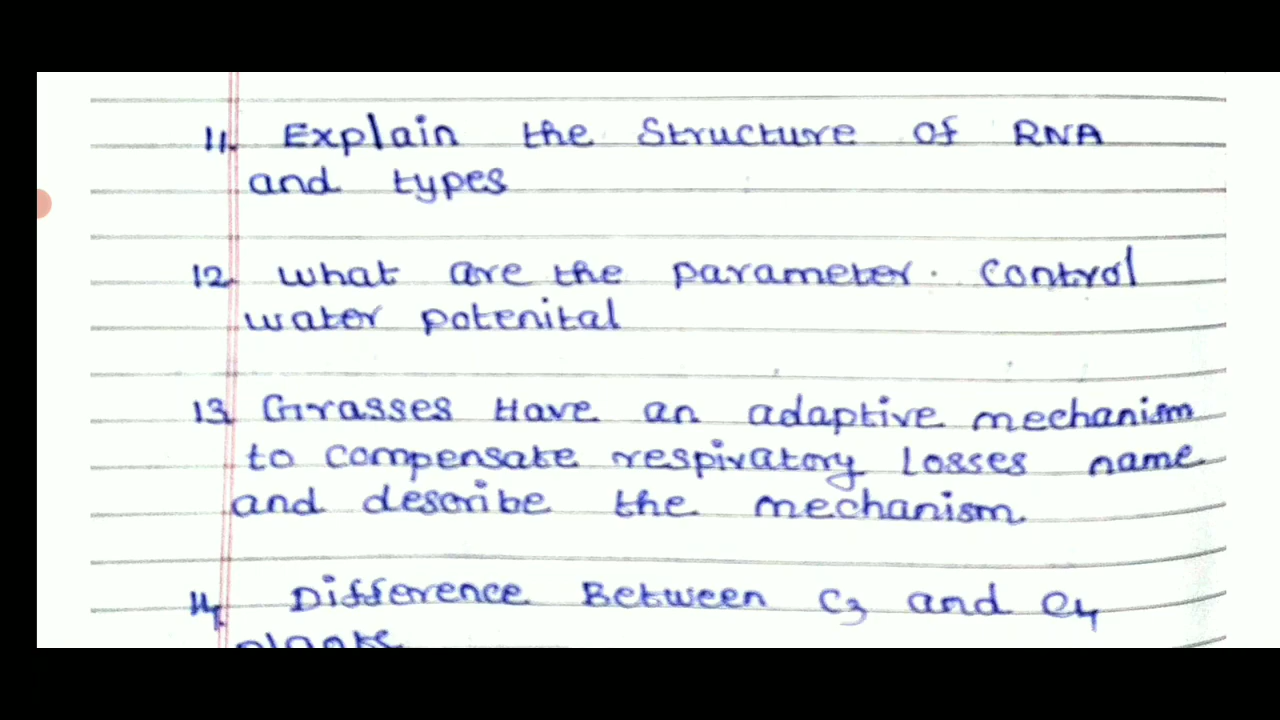 11. Explain the Structure of RNA
and types
12. What are the parameter. Control
water potenital
13. Grasses Have an adaptive mechanism
to compensate respiratory Losses name
and describe the mechanism.
14. Difference Between C3 and C4
plants